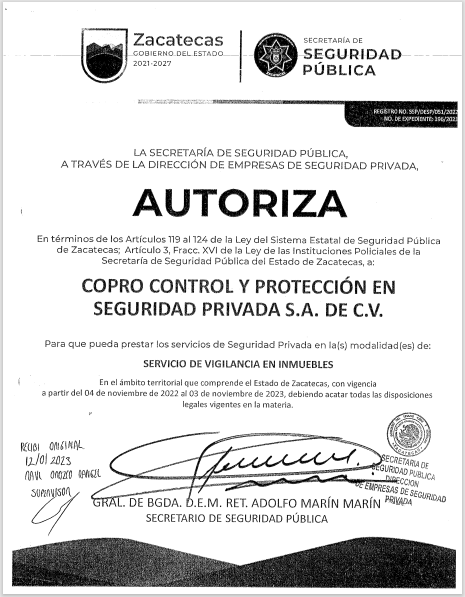 Zacatecas
GOBIERNO DEL ESTADO
2021-2027
SECRETARÍA DE
SEGURIDAD
PÚBLICA
REGISTRO NO. SSP/DESP/051/2022
NO. DE EXPEDIENTE: 196/2021
LA SECRETARÍA DE SEGURIDAD PÚBLICA,
A TRAVÉS DE LA DIRECCIÓN DE EMPRESAS DE SEGURIDAD PRIVADA,
AUTORIZA
En términos de los Artículos 119 al 124 de la Ley del Sistema Estatal de Seguridad Pública
de Zacatecas; Artículo 3, Fracc. XVI de la Ley de las Instituciones Policiales de la
Secretaría de Seguridad Pública del Estado de Zacatecas, a:
COPRO CONTROL Y PROTECCIÓN EN
SEGURIDAD PRIVADA S.A. DE C.V.
Para que pueda prestar los servicios de Seguridad Privada en la(s) modalidad(es) de:
SERVICIO DE VIGILANCIA EN INMUEBLES
En el ámbito territorial que comprende el Estado de Zacatecas, con vigencia
a partir del 04 de noviembre de 2022 al 03 de noviembre de 2023, debiendo acatar todas las disposiciones
legales vigentes en la materia.
RECIBI ORIGINAL
12/01/2023
RAUL OROZCO RANGEL
SUPERVISOR
SECRETARIA DE
SEGURIDAD PUBLICA
DIRECCION
DE EMPRESAS DE SEGURIDAD
PRIVADA
GRAL. DE BGDA. D.E.M. RET. ADOLFO MARÍN MARÍN
SECRETARIO DE SEGURIDAD PÚBLICA